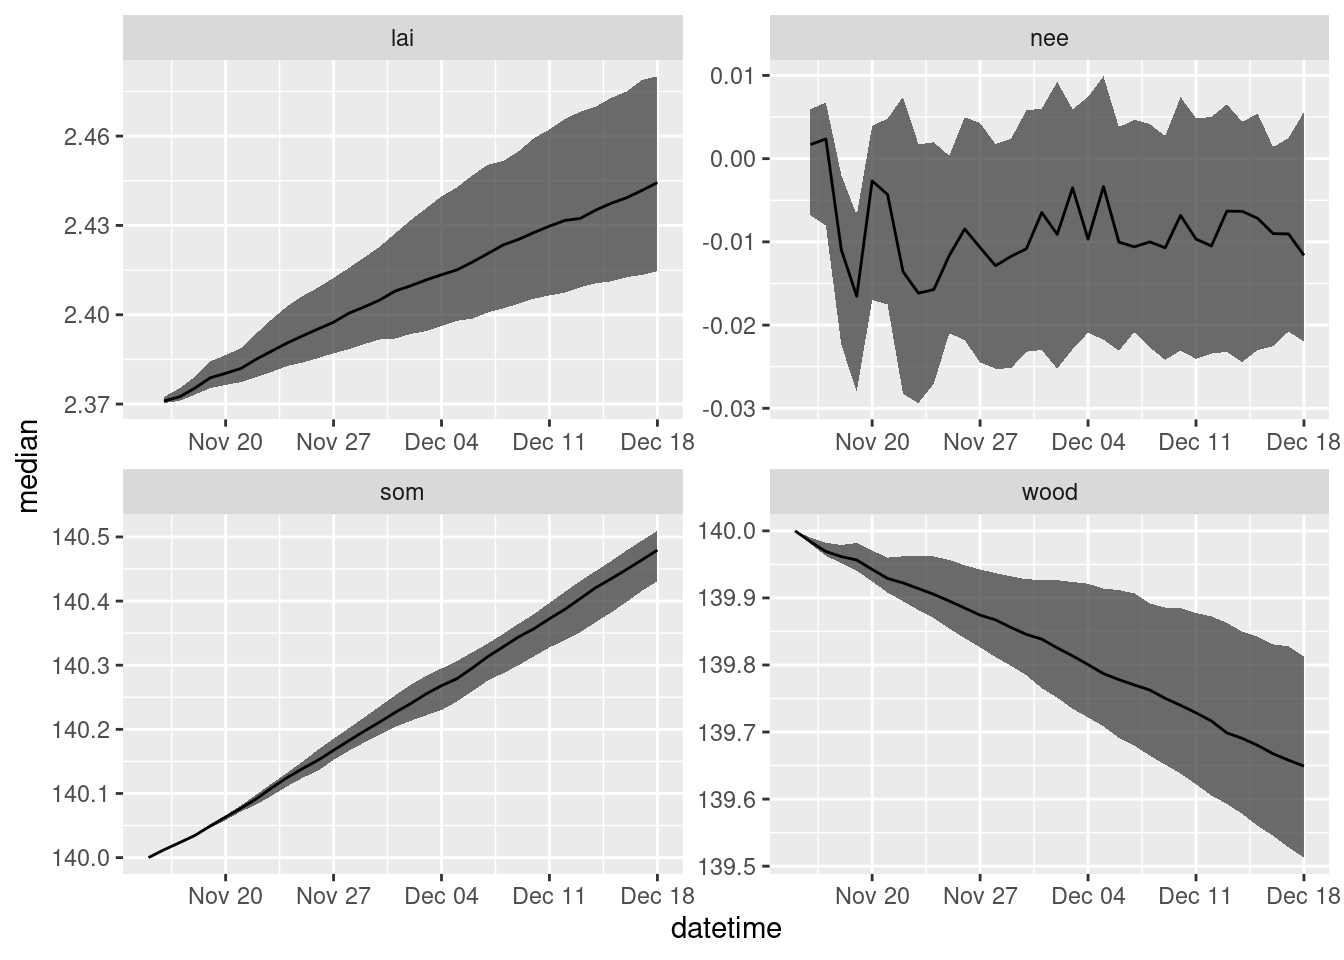 lai
nee
2.46
2.43
2.40
2.37
0.01
0.00
-0.01
-0.02
-0.03
Nov 20 Nov 27 Dec 04 Dec 11 Dec 18
Nov 20 Nov 27 Dec 04 Dec 11 Dec 18
median
som
wood
140.5
140.4
140.3
140.2
140.1
140.0
140.0
139.9
139.8
139.7
139.6
139.5
Nov 20 Nov 27 Dec 04 Dec 11 Dec 18
Nov 20 Nov 27 Dec 04 Dec 11 Dec 18
datetime